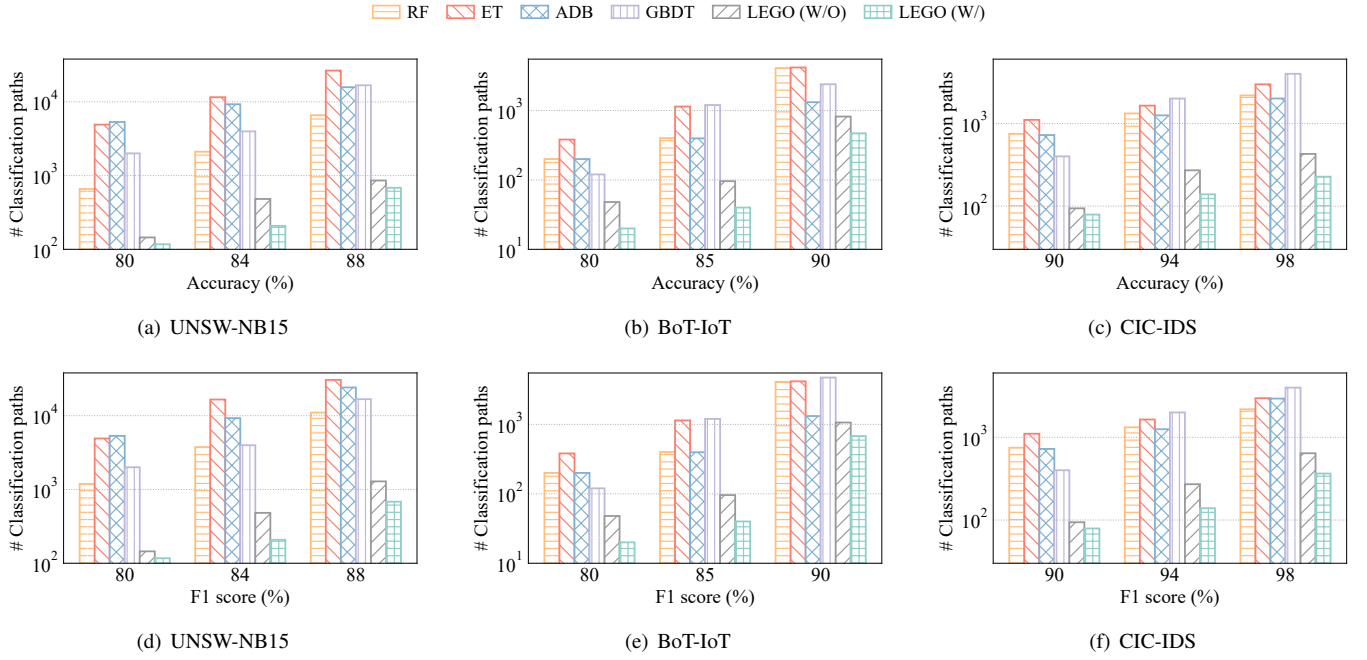 RF ET ADB GBDT LEGO (W/O) LEGO (W/)
# Classification paths
10^4
10^3
10^2
80 84 88
Accuracy (%)
(a) UNSW-NB15
# Classification paths
10^3
10^2
10^1
80 85 90
Accuracy (%)
(b) BoT-IoT
# Classification paths
10^3
10^2
90 94 98
Accuracy (%)
(c) CIC-IDS
# Classification paths
10^4
10^3
10^2
80 84 88
F1 score (%)
(d) UNSW-NB15
# Classification paths
10^3
10^2
10^1
80 85 90
F1 score (%)
(e) BoT-IoT
# Classification paths
10^3
10^2
90 94 98
F1 score (%)
(f) CIC-IDS